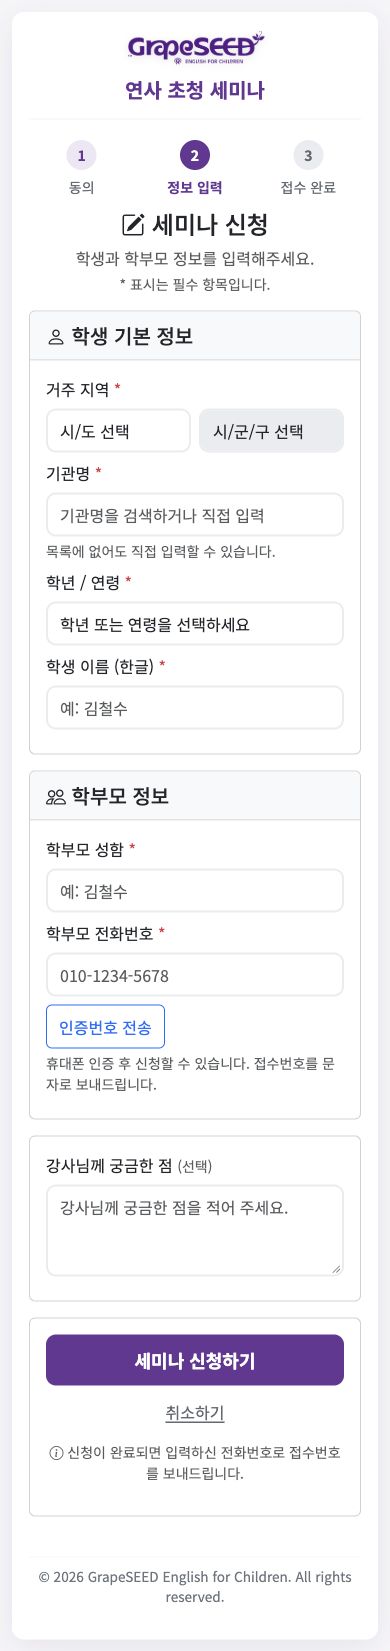 GrapeSEED
ENGLISH FOR CHILDREN
연사 초청 세미나
1
동의
2
정보 입력
3
접수 완료
세미나 신청
학생과 학부모 정보를 입력해주세요.
* 표시는 필수 항목입니다.
학생 기본 정보
거주 지역 *
시/도 선택
시/군/구 선택
기관명 *
기관명을 검색하거나 직접 입력
목록에 없어도 직접 입력할 수 있습니다.
학년 / 연령 *
학년 또는 연령을 선택하세요
학생 이름 (한글) *
예: 김철수
학부모 정보
학부모 성함 *
예: 김철수
학부모 전화번호 *
010-1234-5678
인증번호 전송
휴대폰 인증 후 신청할 수 있습니다. 접수번호를 문
자로 보내드립니다.
강사님께 궁금한 점 (선택)
강사님께 궁금한 점을 적어 주세요.
세미나 신청하기
취소하기
신청이 완료되면 입력하신 전화번호로 접수번호
를 보내드립니다.
© 2026 GrapeSEED English for Children. All rights
reserved.